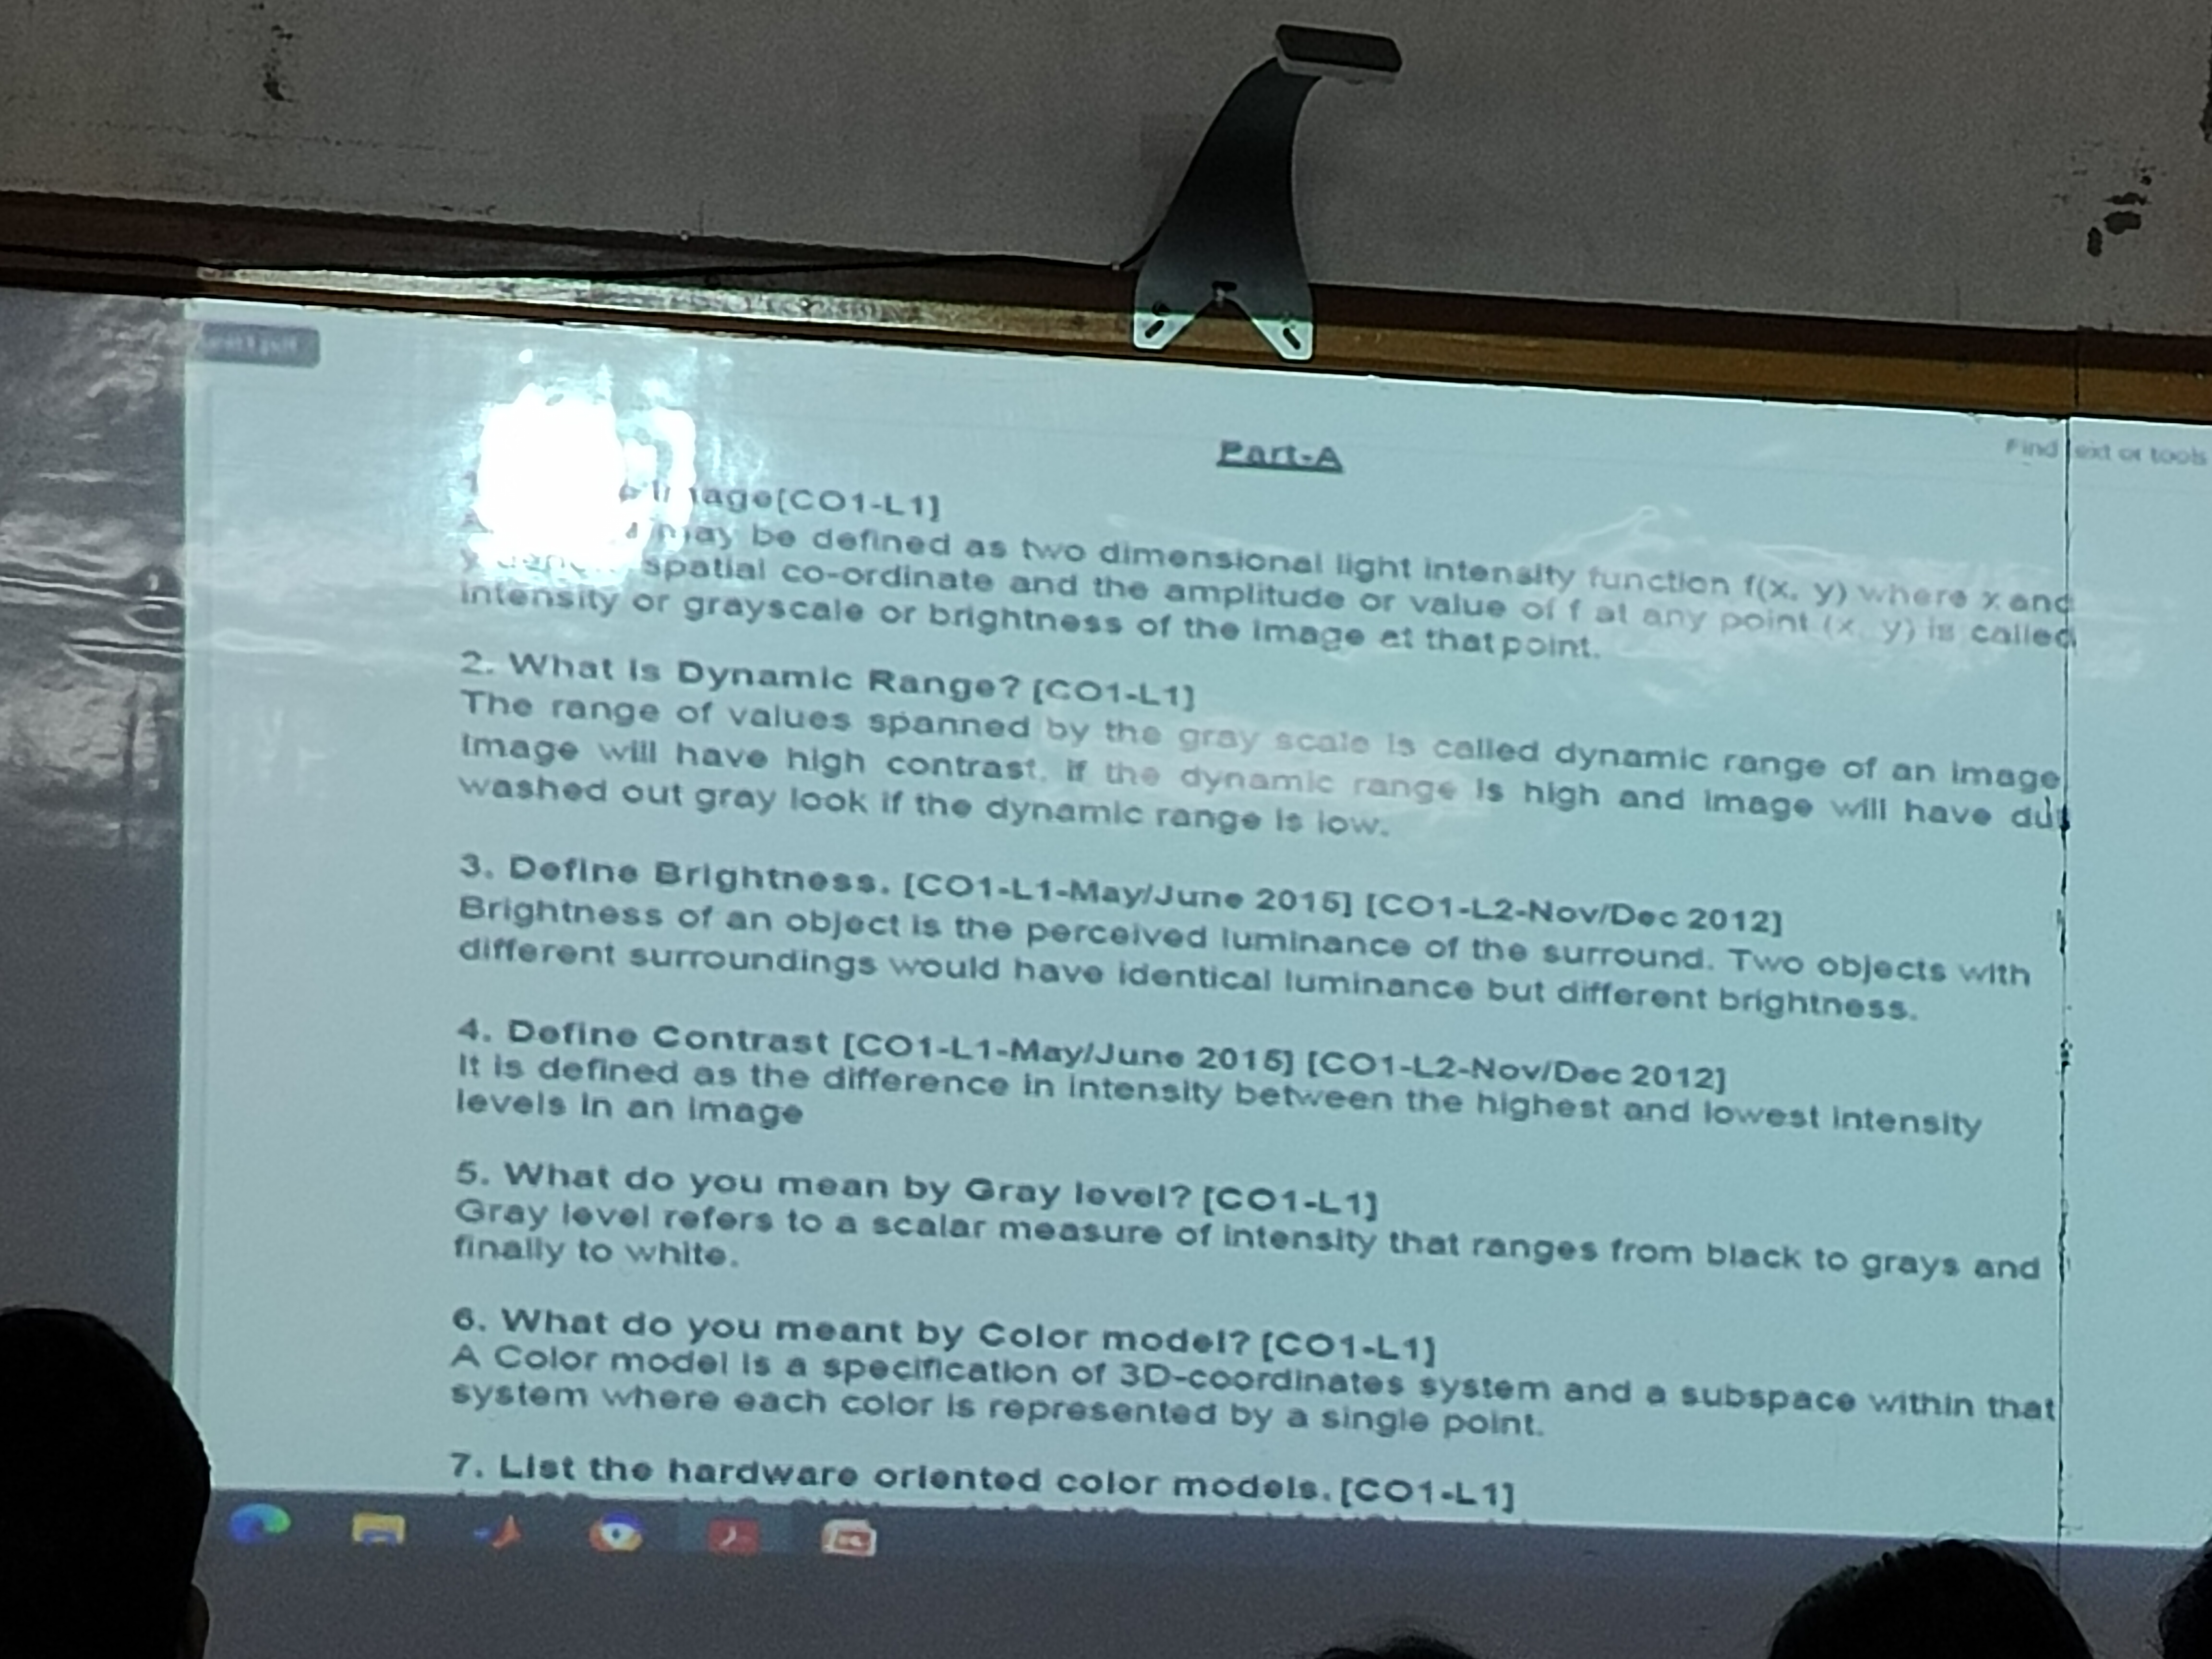 Part-A
Find ext or tools
mage[CO1-L1]
may be defined as two dimensional light intensity function f(x, y) where x and
spatial co-ordinate and the amplitude or value of f at any point (x, y) is called
intensity or grayscale or brightness of the image at that point.
2. What is Dynamic Range? [CO1-L1]
The range of values spanned by the gray scale is called dynamic range of an image
Image will have high contrast, if the dynamic range is high and image will have dul
washed out gray look if the dynamic range is low.
3. Define Brightness. [CO1-L1-May/June 2015] [CO1-L2-Nov/Dec 2012]
Brightness of an object is the perceived luminance of the surround. Two objects with
different surroundings would have identical luminance but different brightness.
4. Define Contrast [CO1-L1-May/June 2015] [CO1-L2-Nov/Dec 2012]
It is defined as the difference in intensity between the highest and lowest intensity
levels in an image
5. What do you mean by Gray level? [CO1-L1]
Gray level refers to a scalar measure of intensity that ranges from black to grays and
finally to white.
6. What do you meant by Color model? [CO1-L1]
A Color model is a specification of 3D-coordinates system and a subspace within that
system where each color is represented by a single point.
7. List the hardware oriented color models. [CO1-L1]